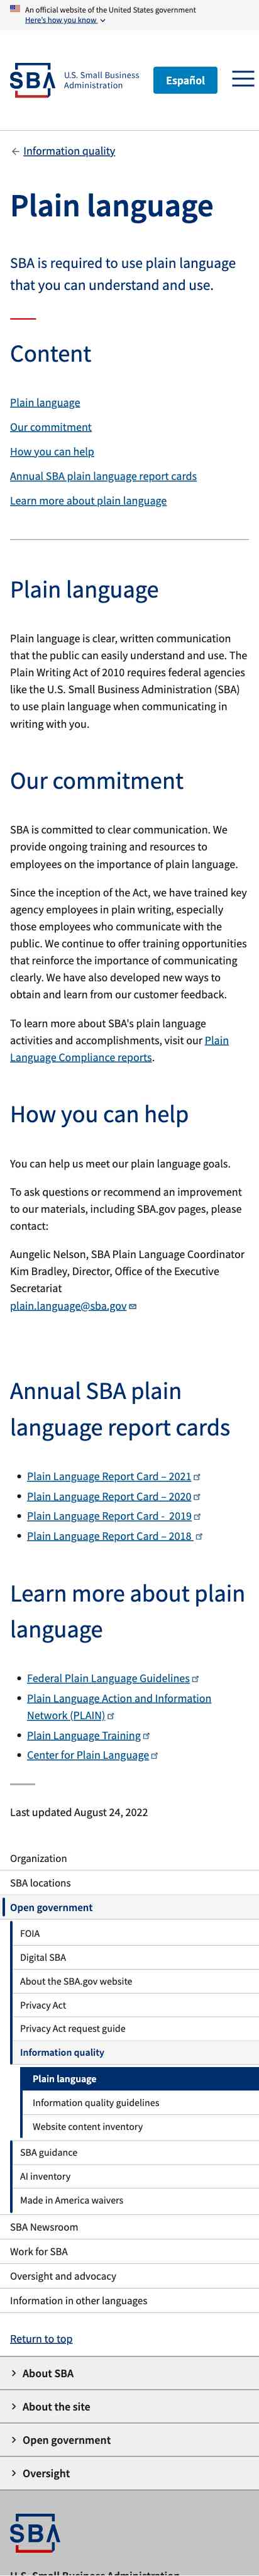 An official website of the United States government
Here's how you know
SBA
U.S. Small Business
Administration
Español
Information quality
Plain language
SBA is required to use plain language
that you can understand and use.
Content
Plain language
Our commitment
How you can help
Annual SBA plain language report cards
Learn more about plain language
Plain language
Plain language is clear, written communication
that the public can easily understand and use. The
Plain Writing Act of 2010 requires federal agencies
like the U.S. Small Business Administration (SBA)
to use plain language when communicating in
writing with you.
Our commitment
SBA is committed to clear communication. We
provide ongoing training and resources to
employees on the importance of plain language.
Since the inception of the Act, we have trained key
agency employees in plain writing, especially
those employees who communicate with the
public. We continue to offer training opportunities
that reinforce the importance of communicating
clearly. We have also developed new ways to
obtain and learn from our customer feedback.
To learn more about SBA's plain language
activities and accomplishments, visit our Plain
Language Compliance reports.
How you can help
You can help us meet our plain language goals.
To ask questions or recommend an improvement
to our materials, including SBA.gov pages, please
contact:
Aungelic Nelson, SBA Plain Language Coordinator
Kim Bradley, Director, Office of the Executive
Secretariat
plain.language@sba.gov
Annual SBA plain
language report cards
Plain Language Report Card – 2021
Plain Language Report Card – 2020
Plain Language Report Card - 2019
Plain Language Report Card – 2018
Learn more about plain
language
Federal Plain Language Guidelines
Plain Language Action and Information
Network (PLAIN)
Plain Language Training
Center for Plain Language
Last updated August 24, 2022
Organization
SBA locations
Open government
FOIA
Digital SBA
About the SBA.gov website
Privacy Act
Privacy Act request guide
Information quality
Plain language
Information quality guidelines
Website content inventory
SBA guidance
AI inventory
Made in America waivers
SBA Newsroom
Work for SBA
Oversight and advocacy
Information in other languages
Return to top
About SBA
About the site
Open government
Oversight
SBA
U.S. Small Business Administration